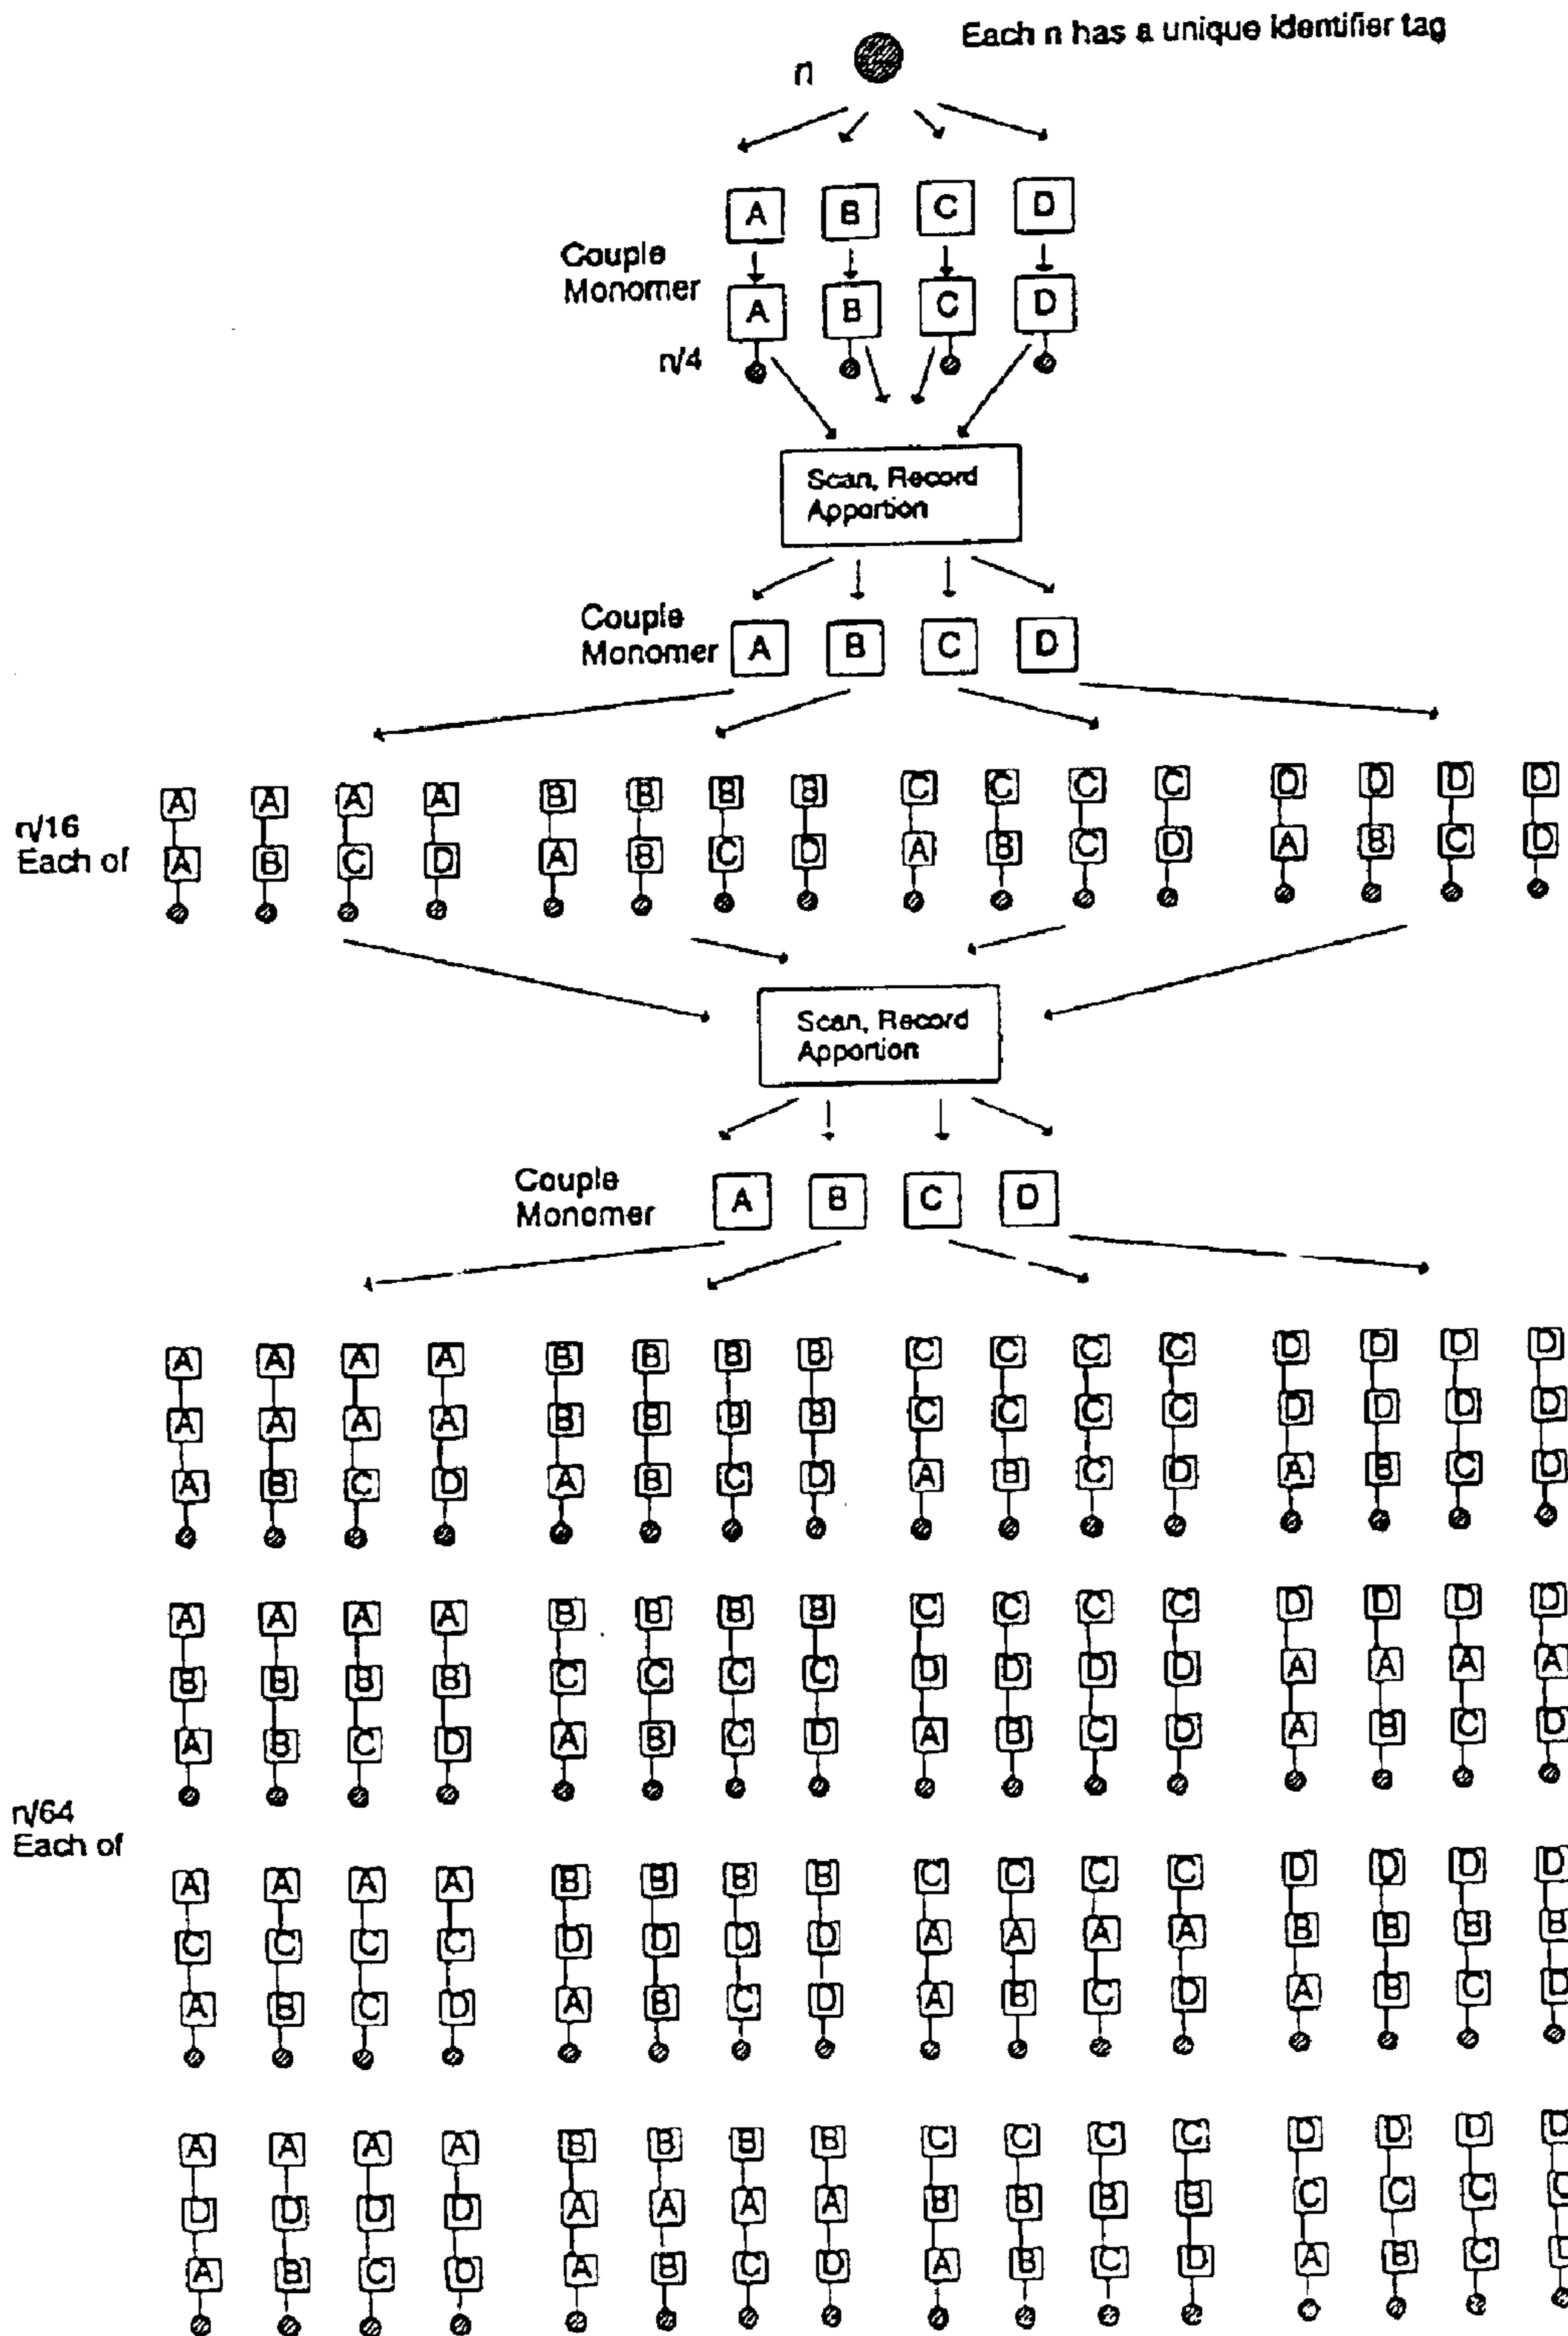 Each n has a unique identifier tag
n
A B C D
Couple
Monomer
A B C D
n/4
Scan, Record
Apportion
Couple
Monomer
A B C D
A A A A B B B B C C C C D D D D
n/16
Each of
A B C D A B C D A B C D A B C D
Scan, Record
Apportion
Couple
Monomer
A B C D
A A A A B B B B C C C C D D D D
A A A A B B B B C C C C D D D D
A B C D A B C D A B C D A B C D
A A A A B B B B C C C C D D D D
B B B B C C C C D D D D A A A A
A B C D A B C D A B C D A B C D
n/64
Each of
A A A A B B B B C C C C D D D D
C C C C D D D D A A A A B B B B
A B C D A B C D A B C D A B C D
A A A A B B B B C C C C D D D D
D D D D A A A A B B B B C C C C
A B C D A B C D A B C D A B C D